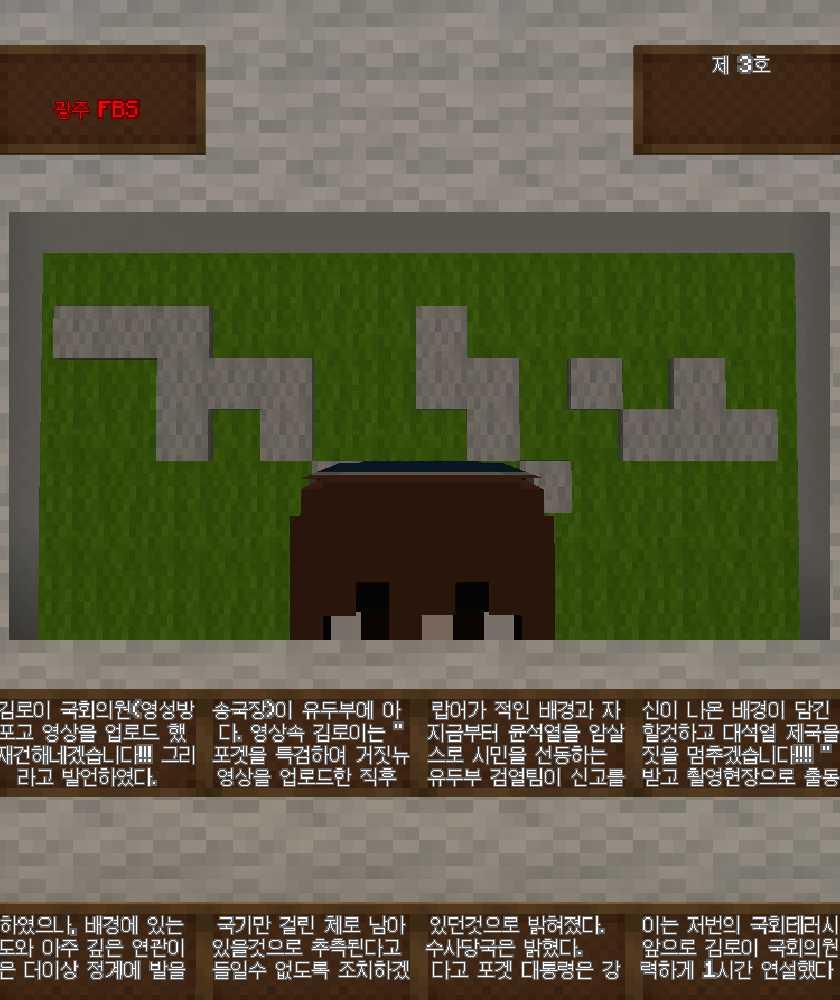 광주 FBS
제 3호
김로이 국회의원(영성방 송국장)이 유두부에 아 랍어가 적인 배경과 자 신이 나온 배경이 담긴
포고 영상을 업로드 했 다. 영상속 김로이는 " 지금부터 윤석열을 암살 할것하고 대석열 제국을
재건해네겠습니다!!! 그리 포겟을 특검하여 거짓뉴 스로 시민을 선동하는 짓을 멈추겠습니다!!!! "
라고 발언하였다. 영상을 업로드한 직후 유두부 검열팀이 신고를 받고 촬영현장으로 출동
하였으나, 배경에 있는 국기만 걸린 체로 남아 있던것으로 밝혀졌다. 이는 저번의 국회테러시
도와 아주 깊은 연관이 있을것으로 추측된다고 수사당국은 밝혔다. 앞으로 김로이 국회의원
은 더이상 정계에 발을 들일수 없도록 조치하겠 다고 포겟 대통령은 강 력하게 1시간 연설했다